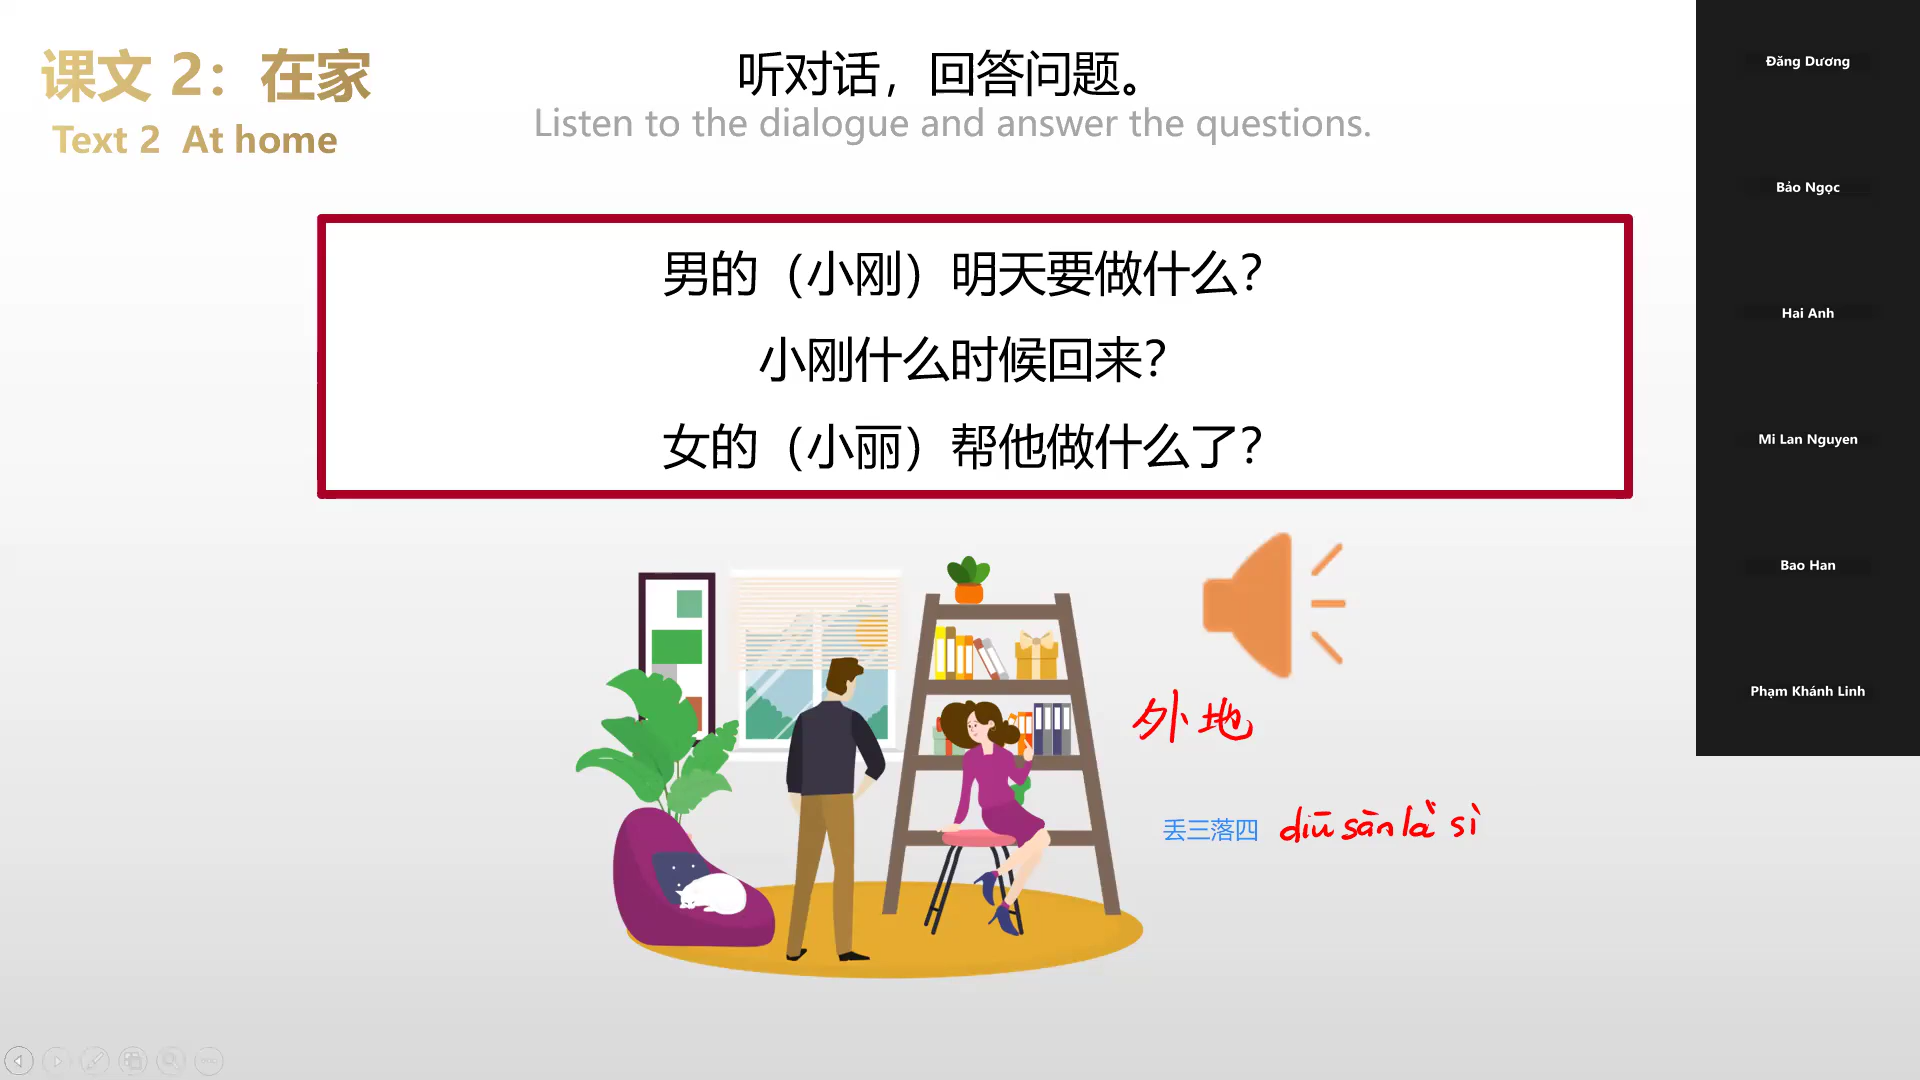 课文 2：在家
Text 2 At home
听对话，回答问题。
Listen to the dialogue and answer the questions.
男的（小刚）明天要做什么？
小刚什么时候回来？
女的（小丽）帮他做什么了？
外地
丢三落四 diū sān là sì
Đăng Dương
Bảo Ngọc
Hai Anh
Mi Lan Nguyen
Bao Han
Phạm Khánh Linh